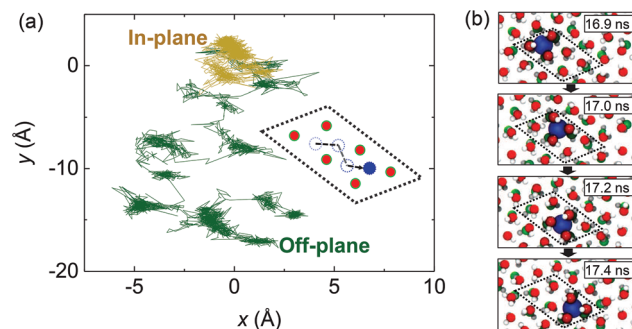 (a)
In-plane
Off-plane
0
-10
-20
y (Å)
-5
0
5
10
x (Å)
(b)
16.9 ns
17.0 ns
17.2 ns
17.4 ns